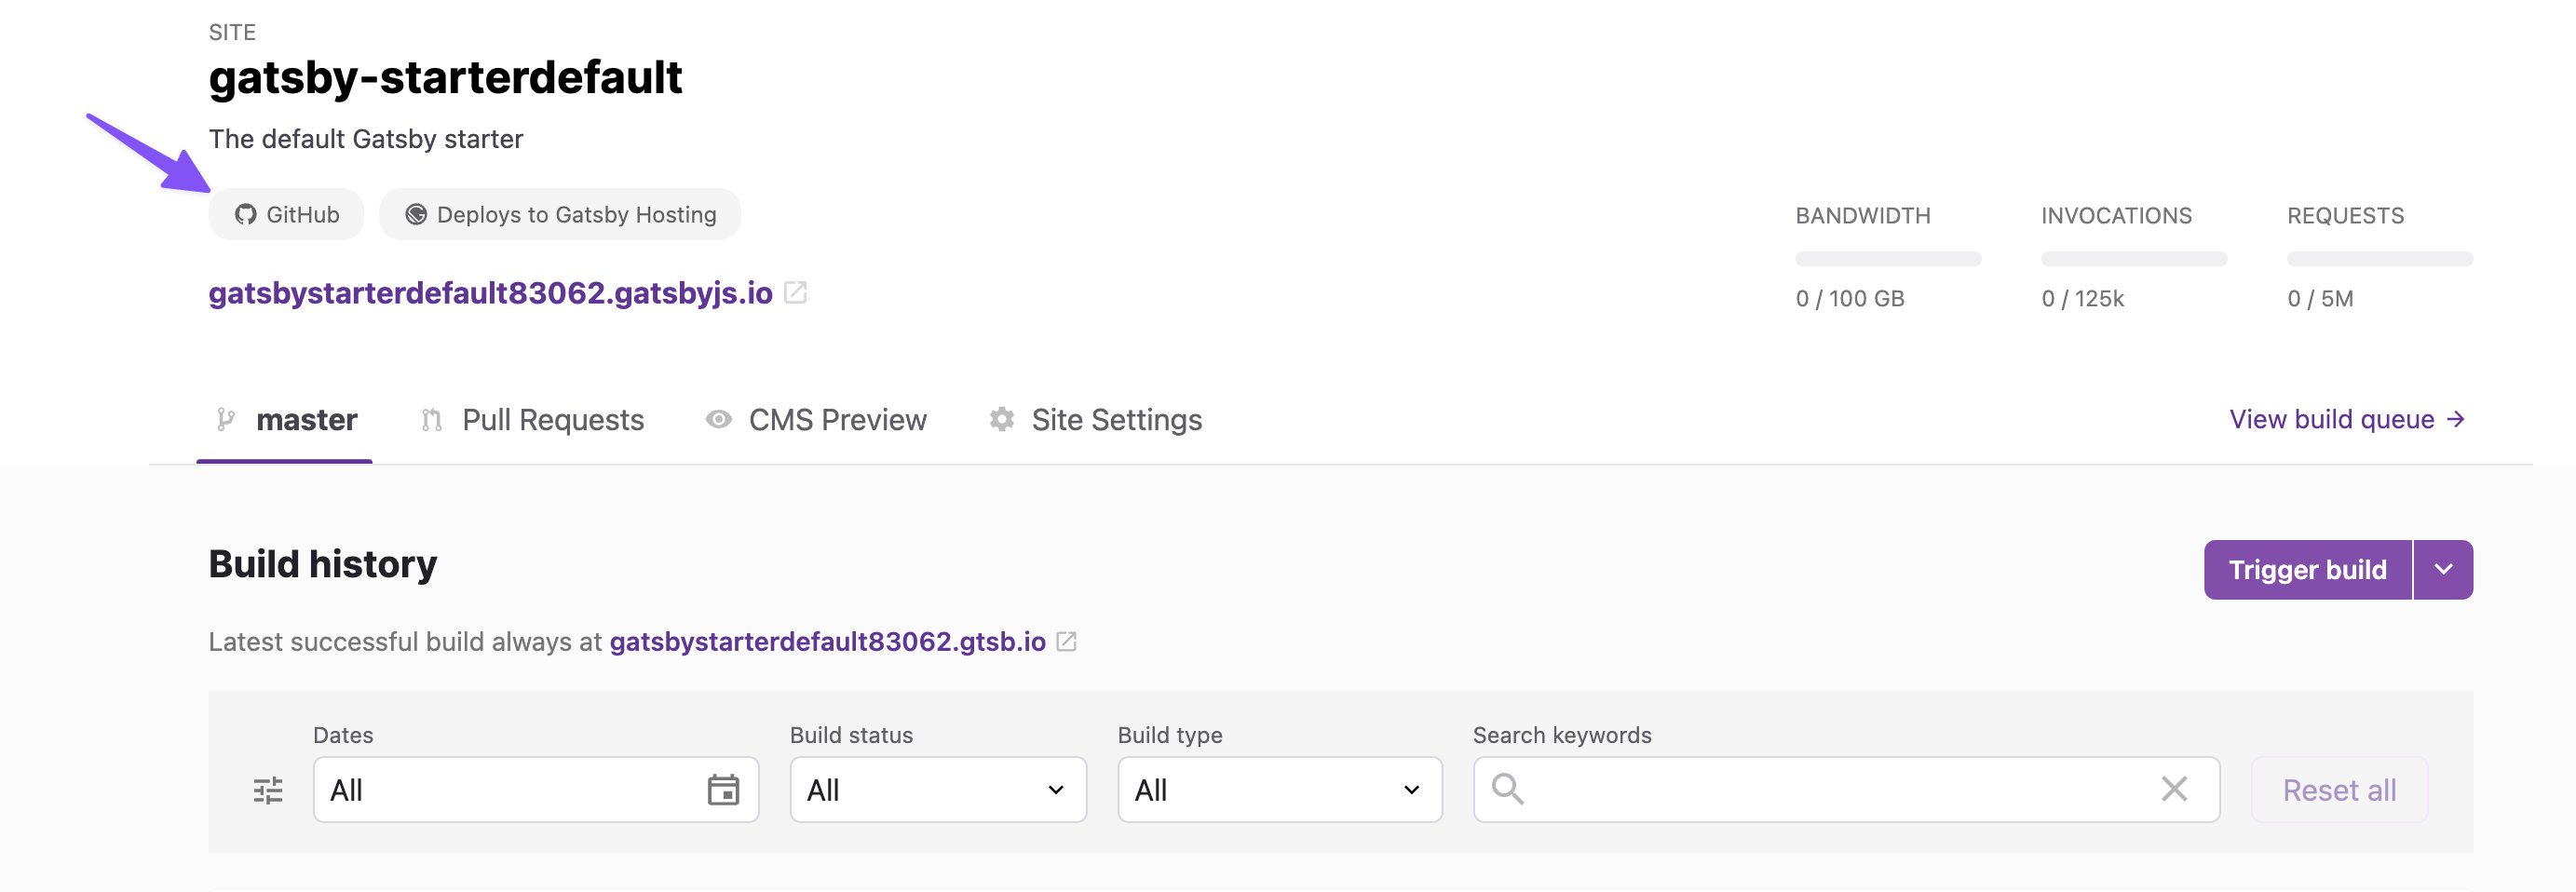 SITE
gatsby-starterdefault
The default Gatsby starter
GitHub
Deploys to Gatsby Hosting
gatsbystarterdefault83062.gatsbyjs.io
BANDWIDTH
0 / 100 GB
INVOCATIONS
0 / 125k
REQUESTS
0 / 5M
master
Pull Requests
CMS Preview
Site Settings
View build queue →
Build history
Trigger build
Latest successful build always at gatsbystarterdefault83062.gtsb.io
Dates
All
Build status
All
Build type
All
Search keywords
Reset all